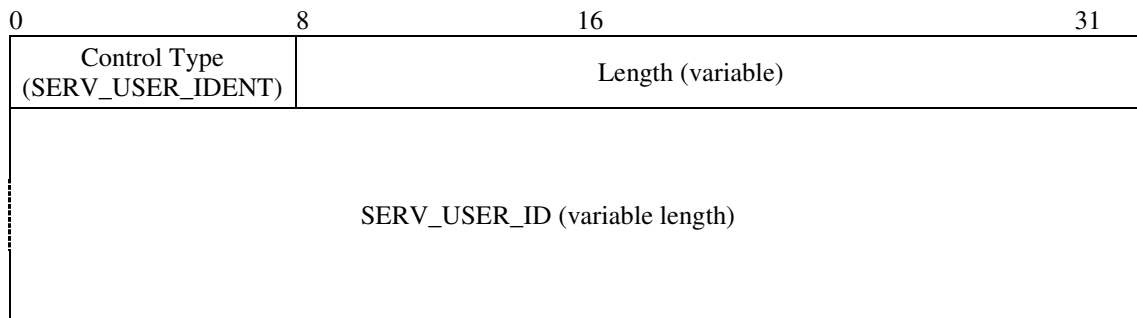 0 8 16 31
Control Type
(SERV_USER_IDENT)
Length (variable)
SERV_USER_ID (variable length)